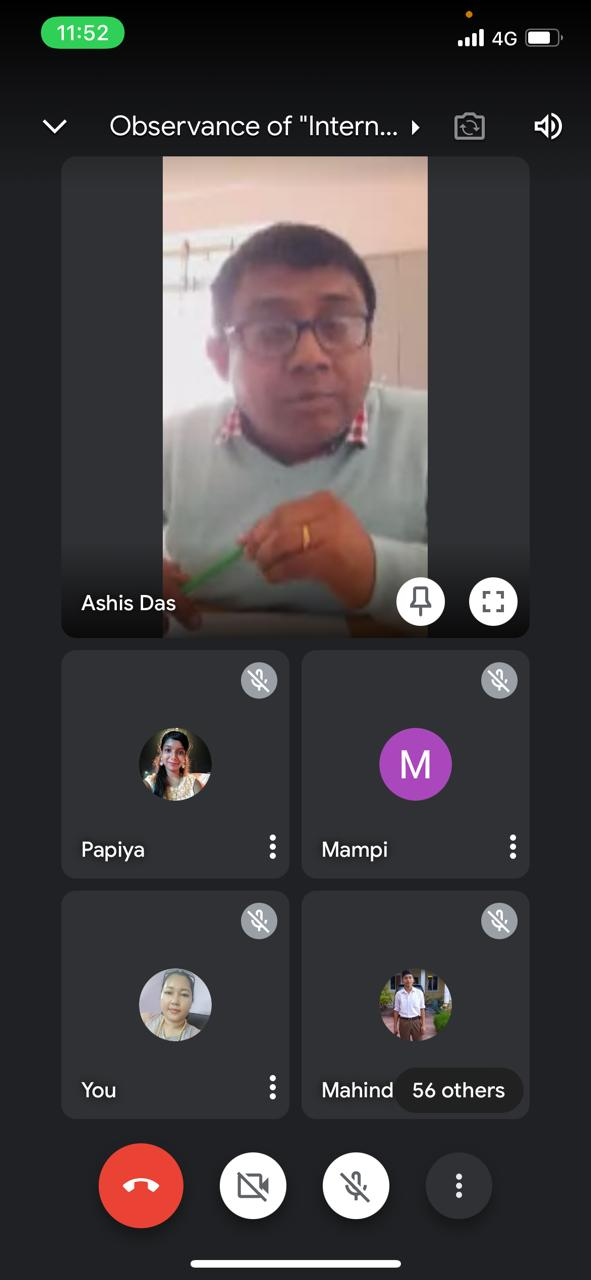 11:52
4G
Observance of "Intern...
Ashis Das
Papiya
M
Mampi
You
Mahind
56 others